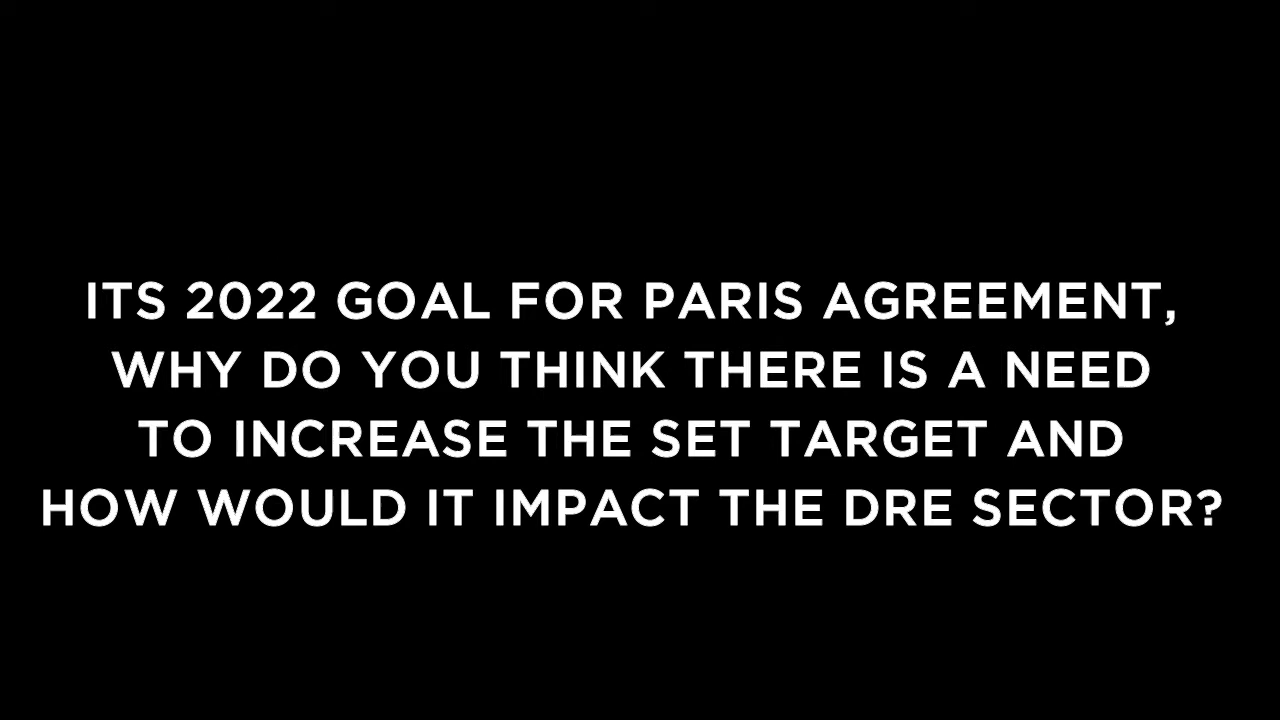 ITS 2022 GOAL FOR PARIS AGREEMENT,
WHY DO YOU THINK THERE IS A NEED
TO INCREASE THE SET TARGET AND
HOW WOULD IT IMPACT THE DRE SECTOR?